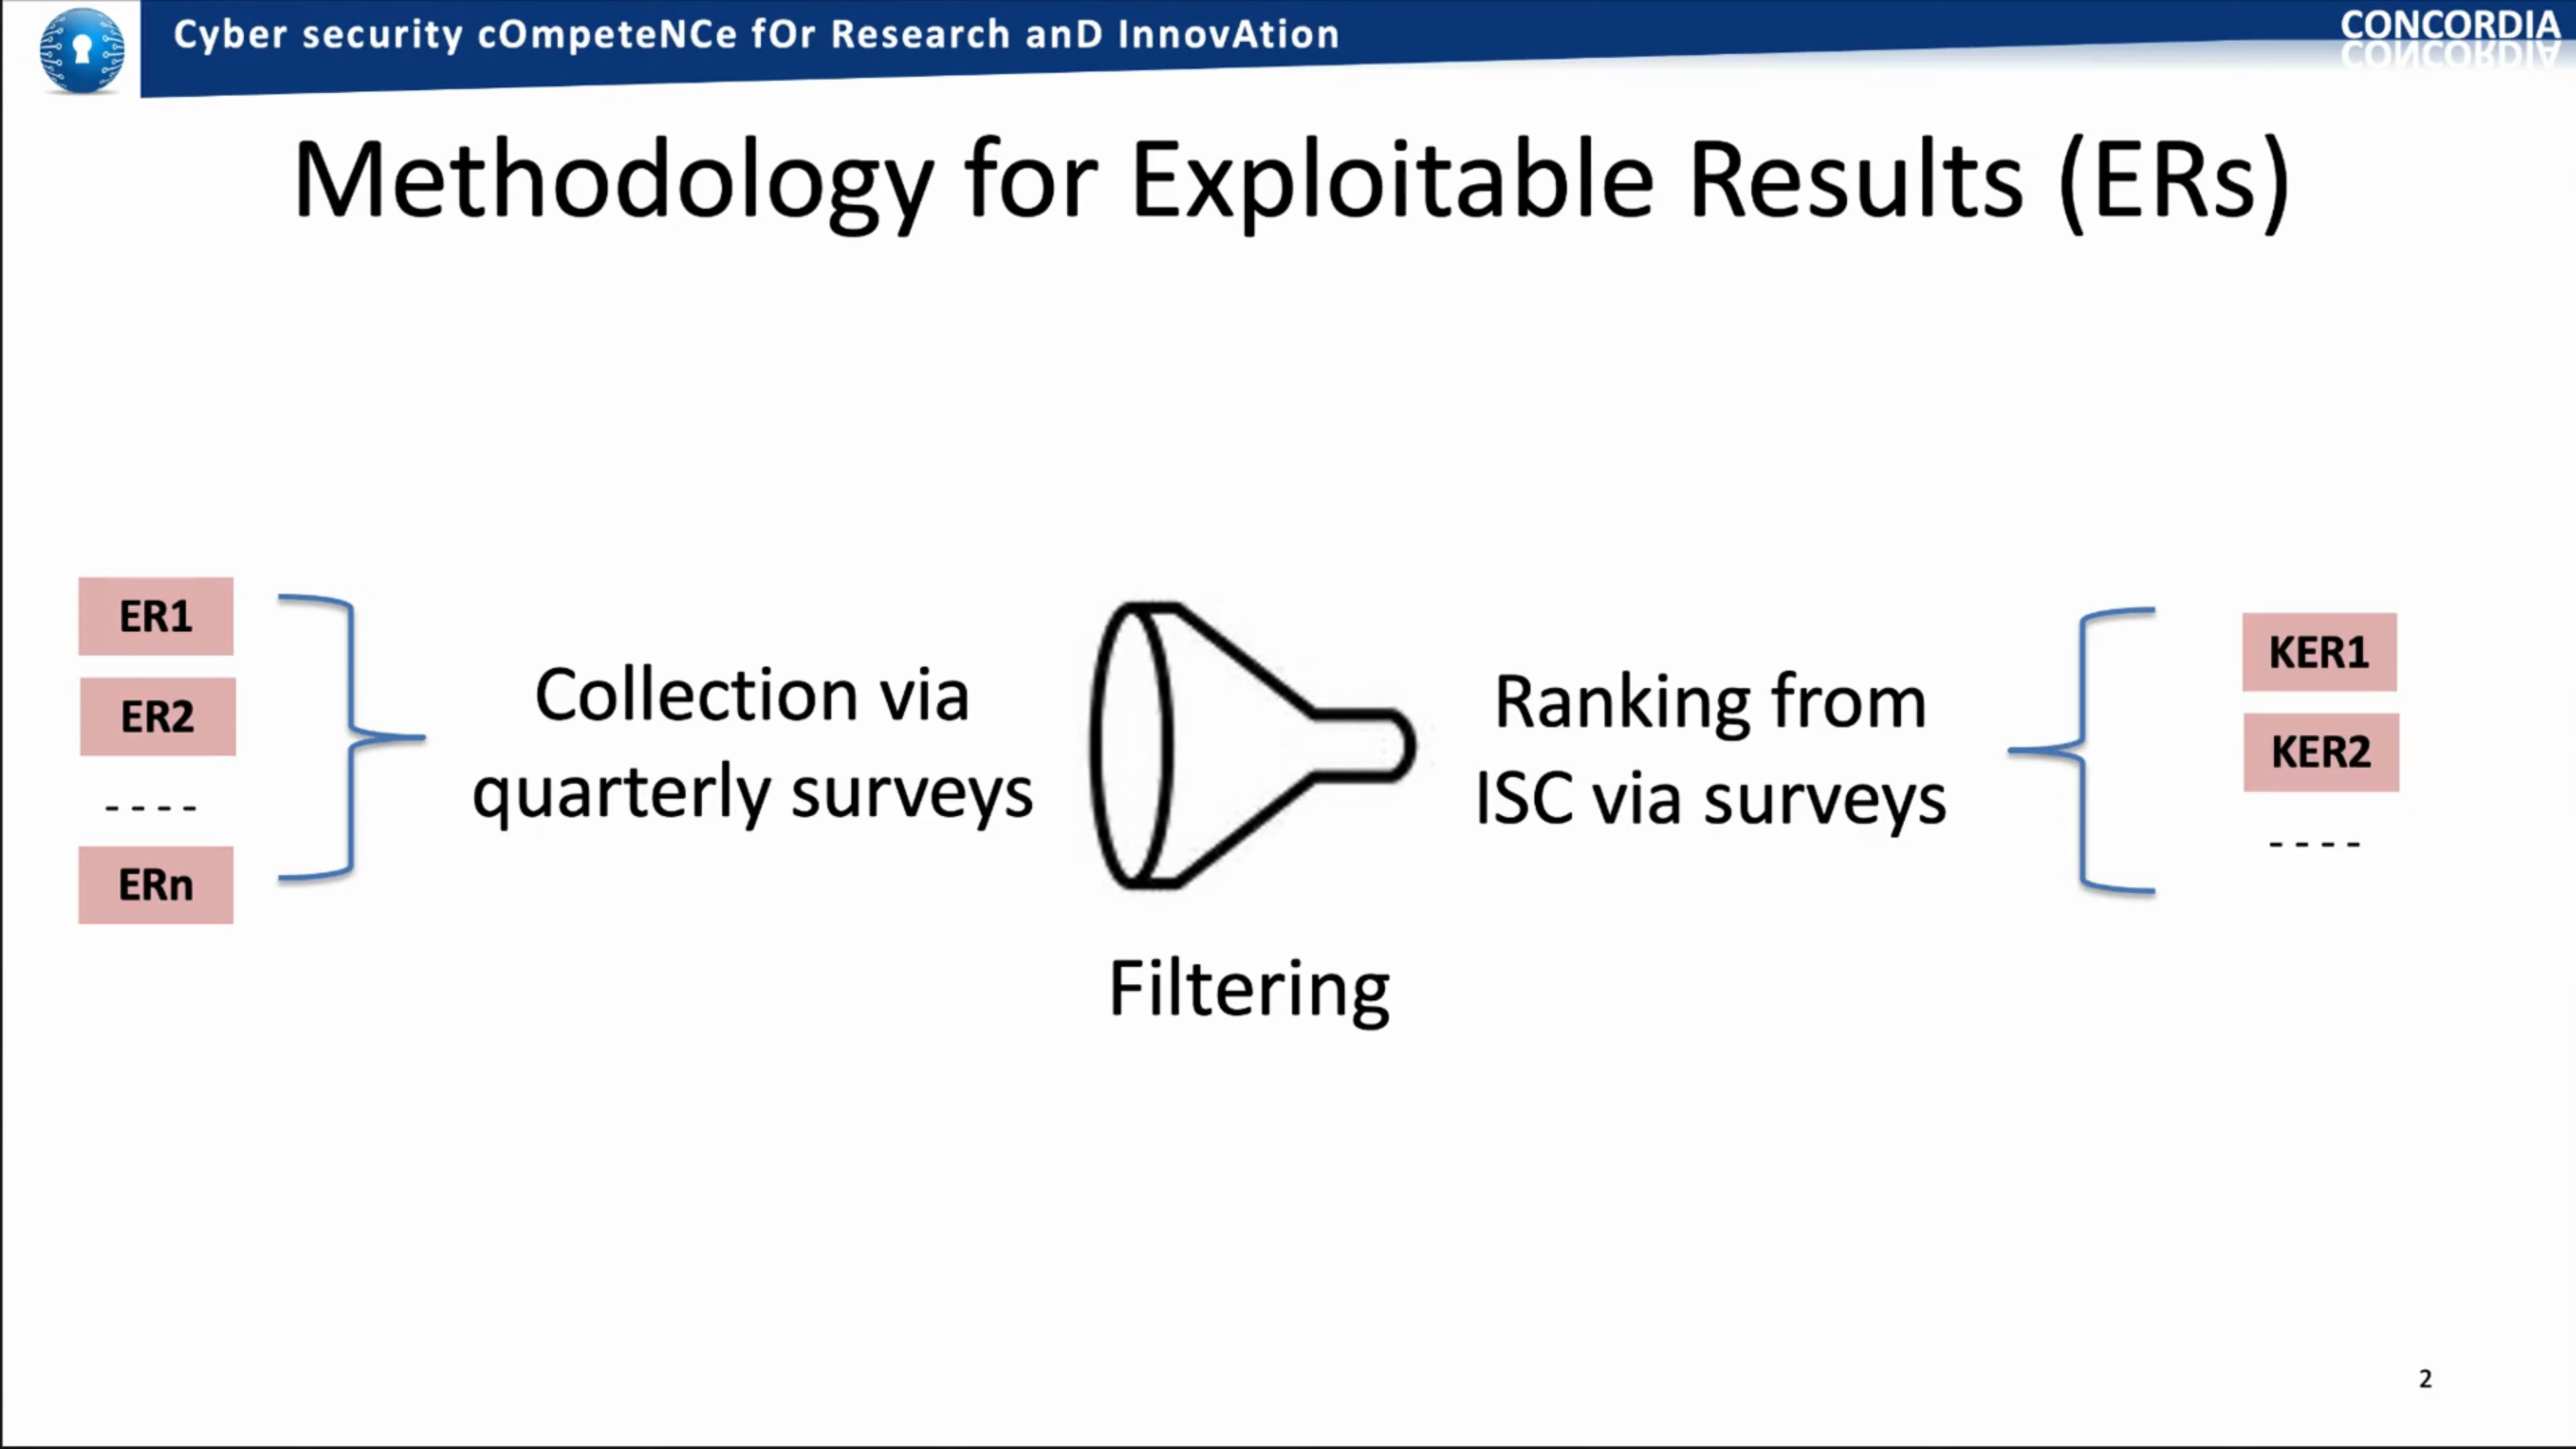 Cyber security cOmpeteNCe fOr Research anD InnovAtion
CONCORDIA
Methodology for Exploitable Results (ERs)
ER1
ER2
- - - -
ERn
Collection via
quarterly surveys
Filtering
Ranking from
ISC via surveys
KER1
KER2
- - - -
2